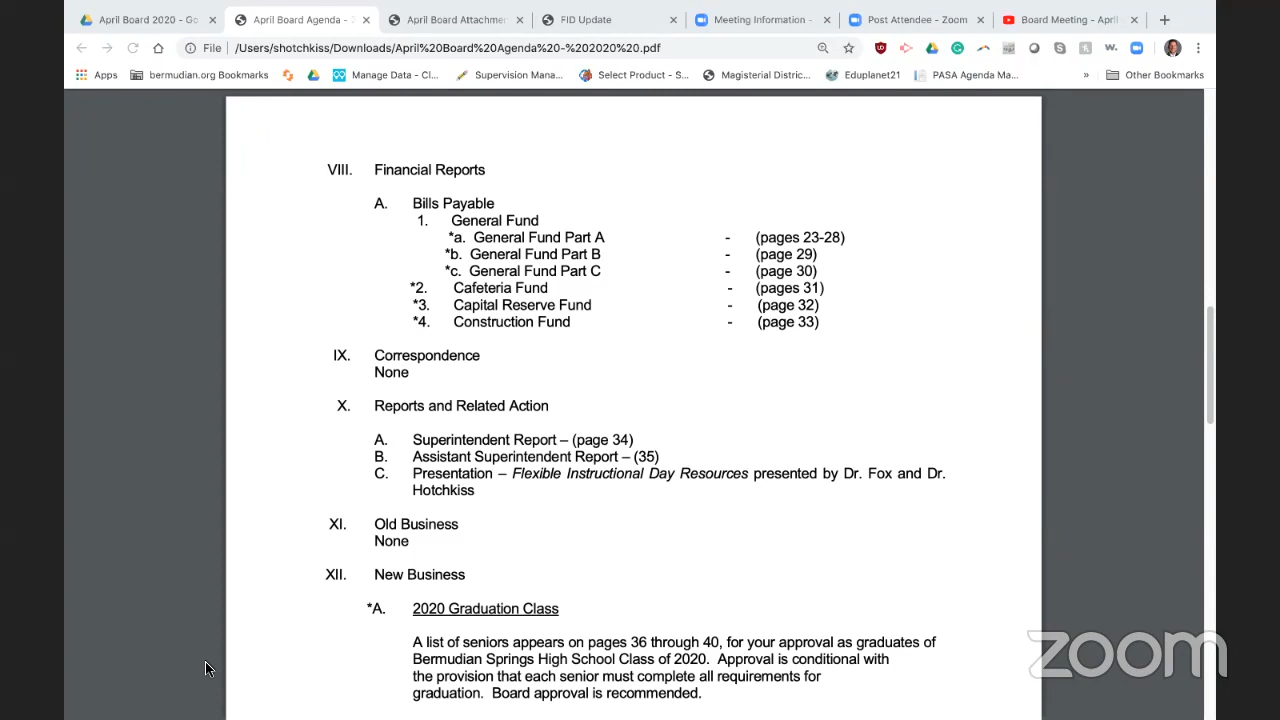 April Board 2020 - Go
April Board Agenda -
April Board Attachmen
FID Update
Meeting Information -
Post Attendee - Zoom
Board Meeting - April
File
/Users/shotchkiss/Downloads/April%20Board%20Agenda%20-%202020%20.pdf
Apps
bermudian.org Bookmarks
Manage Data - Cl...
Supervision Mana...
Select Product - S...
Magisterial Distric...
Eduplanet21
PASA Agenda Ma...
»
Other Bookmarks
VIII. Financial Reports
A. Bills Payable
1. General Fund
*a. General Fund Part A - (pages 23-28)
*b. General Fund Part B - (page 29)
*c. General Fund Part C - (page 30)
*2. Cafeteria Fund - (pages 31)
*3. Capital Reserve Fund - (page 32)
*4. Construction Fund - (page 33)
IX. Correspondence
None
X. Reports and Related Action
A. Superintendent Report – (page 34)
B. Assistant Superintendent Report – (35)
C. Presentation – Flexible Instructional Day Resources presented by Dr. Fox and Dr.
Hotchkiss
XI. Old Business
None
XII. New Business
*A. 2020 Graduation Class
A list of seniors appears on pages 36 through 40, for your approval as graduates of
Bermudian Springs High School Class of 2020. Approval is conditional with
the provision that each senior must complete all requirements for
graduation. Board approval is recommended.
zoom